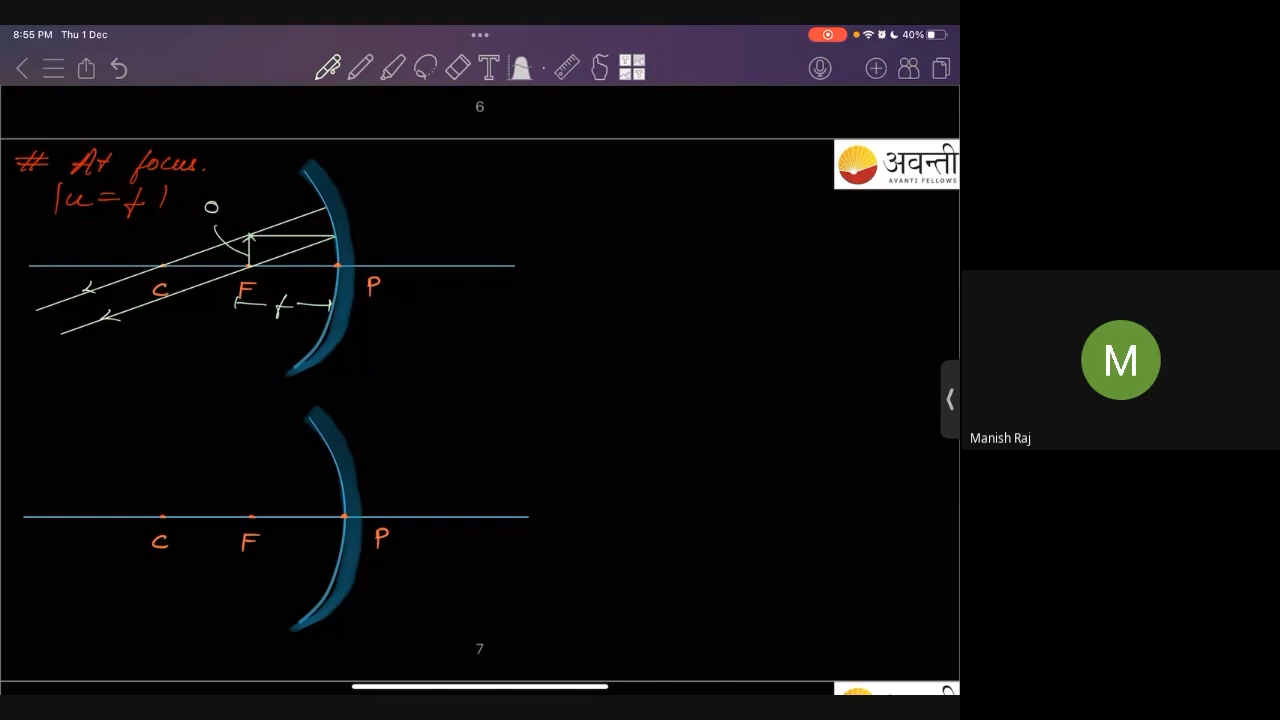 8:55 PM Thu 1 Dec
40%
6
# At focus.
|u=f|
अवन्ती
AVANTI FELLOWS
O
C
F
P
f
C
F
P
7
M
Manish Raj